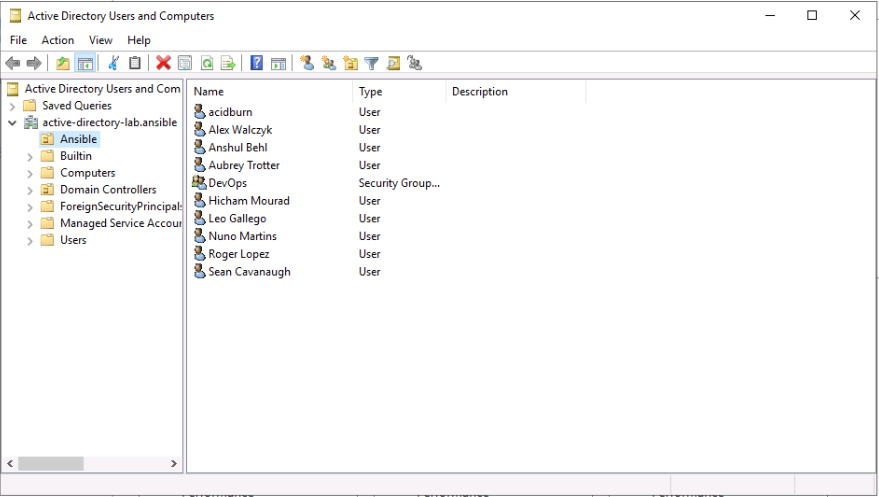 Active Directory Users and Computers
File Action View Help
Active Directory Users and Com
Saved Queries
active-directory-lab.ansible
Ansible
Builtin
Computers
Domain Controllers
ForeignSecurityPrincipals
Managed Service Accour
Users
Name Type Description
acidburn User
Alex Walczyk User
Anshul Behl User
Aubrey Trotter User
DevOps Security Group...
Hicham Mourad User
Leo Gallego User
Nuno Martins User
Roger Lopez User
Sean Cavanaugh User